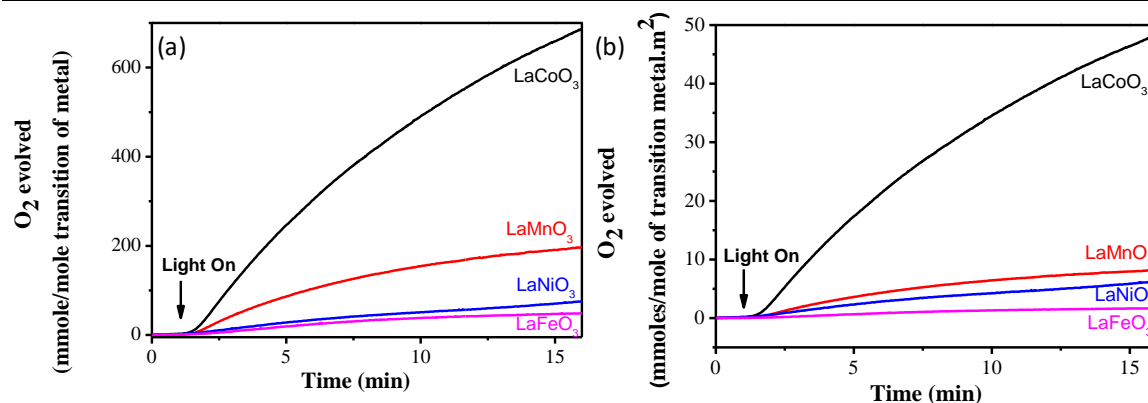 (a)
O2 evolved
(mmole/mole transition of metal)
600
400
200
0
LaCoO3
LaMnO3
LaNiO3
LaFeO3
Light On
0 5 10 15
Time (min)
(b)
O2 evolved
(mmoles/mole of transition metal.m2)
50
40
30
20
10
0
LaCoO3
LaMnO
LaNiO
LaFeO
Light On
0 5 10 15
Time (min)